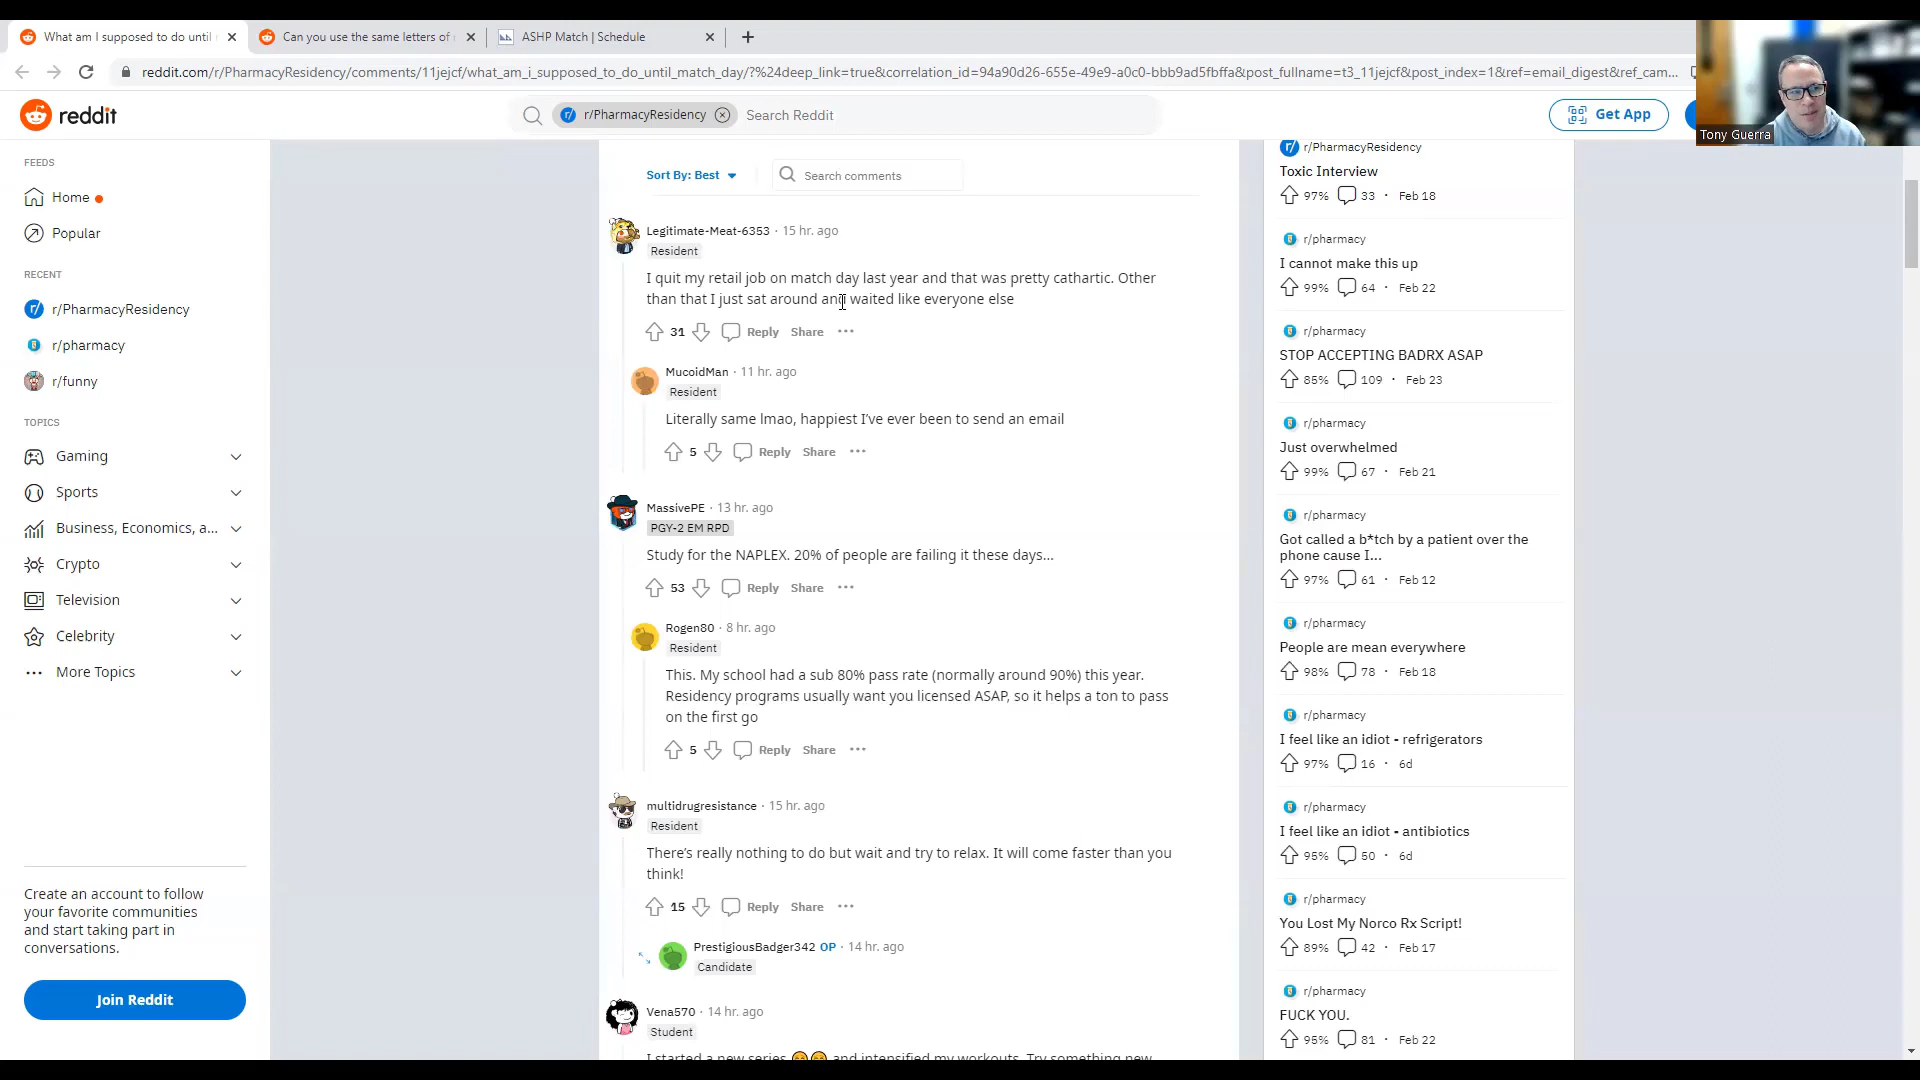 What am I supposed to do until
Can you use the same letters of
ASHP Match | Schedule
reddit.com/r/PharmacyResidency/comments/11jejcf/what_am_i_supposed_to_do_until_match_day/?%24deep_link=true&correlation_id=94a90d26-655e-49e9-a0c0-bbb9ad5fbffa&post_fullname=t3_11jejcf&post_index=1&ref=email_digest&ref_cam...
reddit
r/PharmacyResidency
Search Reddit
Get App
Tony Guerra
FEEDS
Home
Popular
RECENT
r/PharmacyResidency
r/pharmacy
r/funny
TOPICS
Gaming
Sports
Business, Economics, a...
Crypto
Television
Celebrity
More Topics
Create an account to follow
your favorite communities
and start taking part in
conversations.
Join Reddit
Sort By: Best
Search comments
Legitimate-Meat-6353 · 15 hr. ago
Resident
I quit my retail job on match day last year and that was pretty cathartic. Other
than that I just sat around and waited like everyone else
31 Reply Share ···
MucoidMan · 11 hr. ago
Resident
Literally same lmao, happiest I've ever been to send an email
5 Reply Share ···
MassivePE · 13 hr. ago
PGY-2 EM RPD
Study for the NAPLEX. 20% of people are failing it these days...
53 Reply Share ···
Rogen80 · 8 hr. ago
Resident
This. My school had a sub 80% pass rate (normally around 90%) this year.
Residency programs usually want you licensed ASAP, so it helps a ton to pass
on the first go
5 Reply Share ···
multidrugresistance · 15 hr. ago
Resident
There's really nothing to do but wait and try to relax. It will come faster than you
think!
15 Reply Share ···
PrestigiousBadger342 OP · 14 hr. ago
Candidate
Vena570 · 14 hr. ago
Student
I started a new series 😁😁 and intensified my workouts. Try something new
r/PharmacyResidency
Toxic Interview
97% 33 · Feb 18
r/pharmacy
I cannot make this up
99% 64 · Feb 22
r/pharmacy
STOP ACCEPTING BADRX ASAP
85% 109 · Feb 23
r/pharmacy
Just overwhelmed
99% 67 · Feb 21
r/pharmacy
Got called a b*tch by a patient over the
phone cause I...
97% 61 · Feb 12
r/pharmacy
People are mean everywhere
98% 78 · Feb 18
r/pharmacy
I feel like an idiot - refrigerators
97% 16 · 6d
r/pharmacy
I feel like an idiot - antibiotics
95% 50 · 6d
r/pharmacy
You Lost My Norco Rx Script!
89% 42 · Feb 17
r/pharmacy
FUCK YOU.
95% 81 · Feb 22